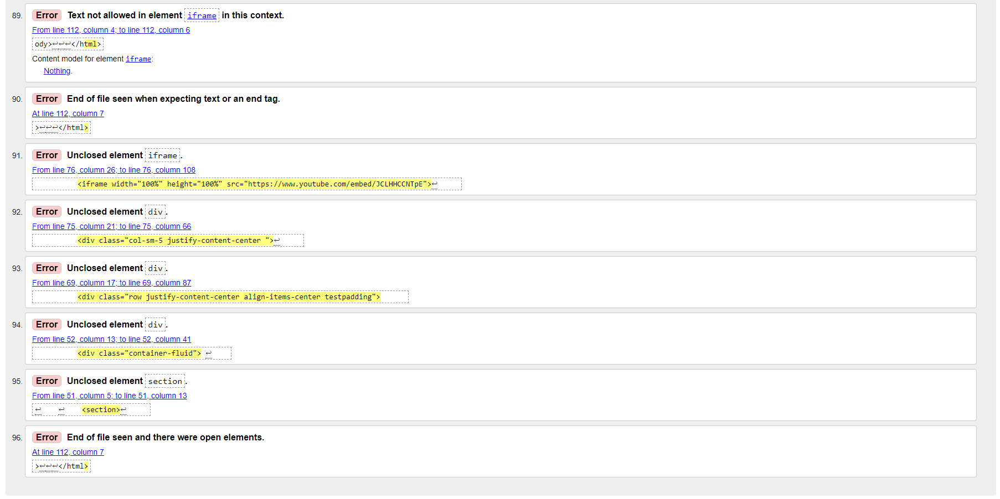 89. Error Text not allowed in element iframe in this context.
From line 112, column 4; to line 112, column 6
ody>↩↩↩</html>
Content model for element iframe:
Nothing.
90. Error End of file seen when expecting text or an end tag.
At line 112, column 7
>↩↩↩</html>
91. Error Unclosed element iframe.
From line 76, column 26; to line 76, column 108
<iframe width="100%" height="100%" src="https://www.youtube.com/embed/JCLHHCCNTpE">↩
92. Error Unclosed element div.
From line 75, column 21; to line 75, column 66
<div class="col-sm-5 justify-content-center ">↩
93. Error Unclosed element div.
From line 69, column 17; to line 69, column 87
<div class="row justify-content-center align-items-center testpadding">
94. Error Unclosed element div.
From line 52, column 13; to line 52, column 41
<div class="container-fluid"> ↩
95. Error Unclosed element section.
From line 51, column 5; to line 51, column 13
↩ ↩ <section>↩
96. Error End of file seen and there were open elements.
At line 112, column 7
>↩↩↩</html>